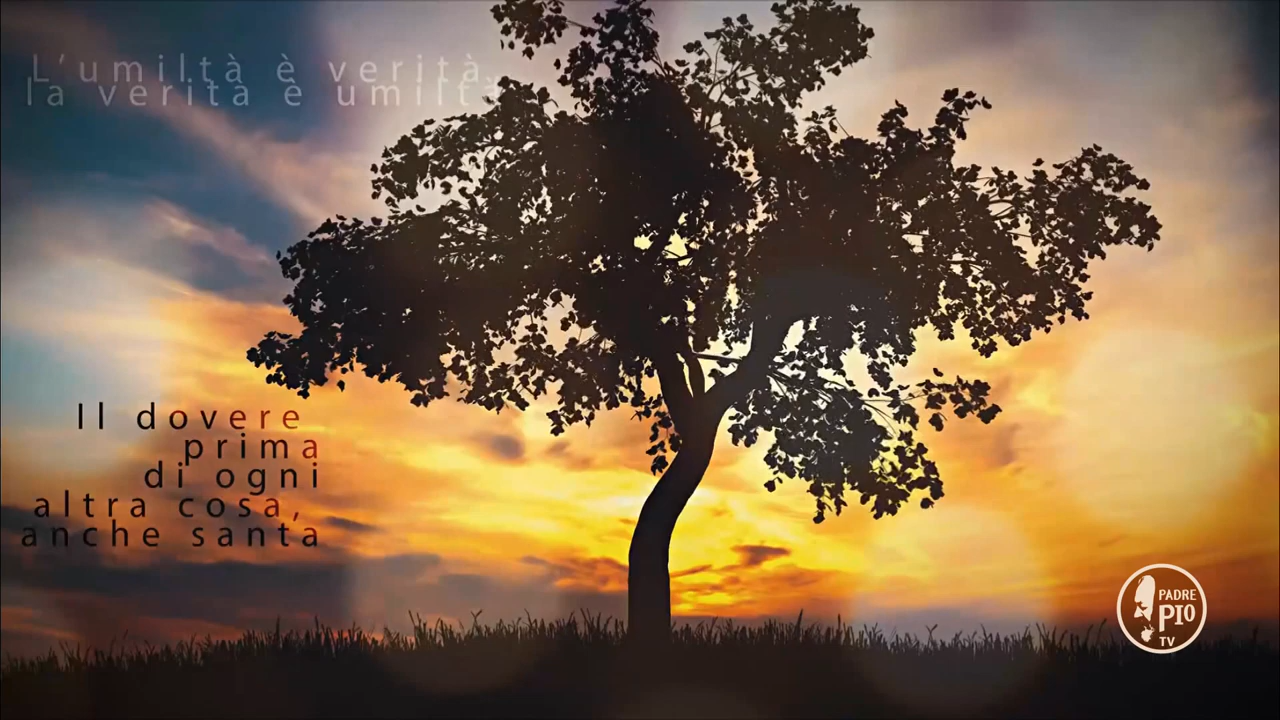 L'umiltà è verità,
la verità è umiltà
Il dovere
prima
di ogni
altra cosa,
anche santa
PADRE
PIO
TV